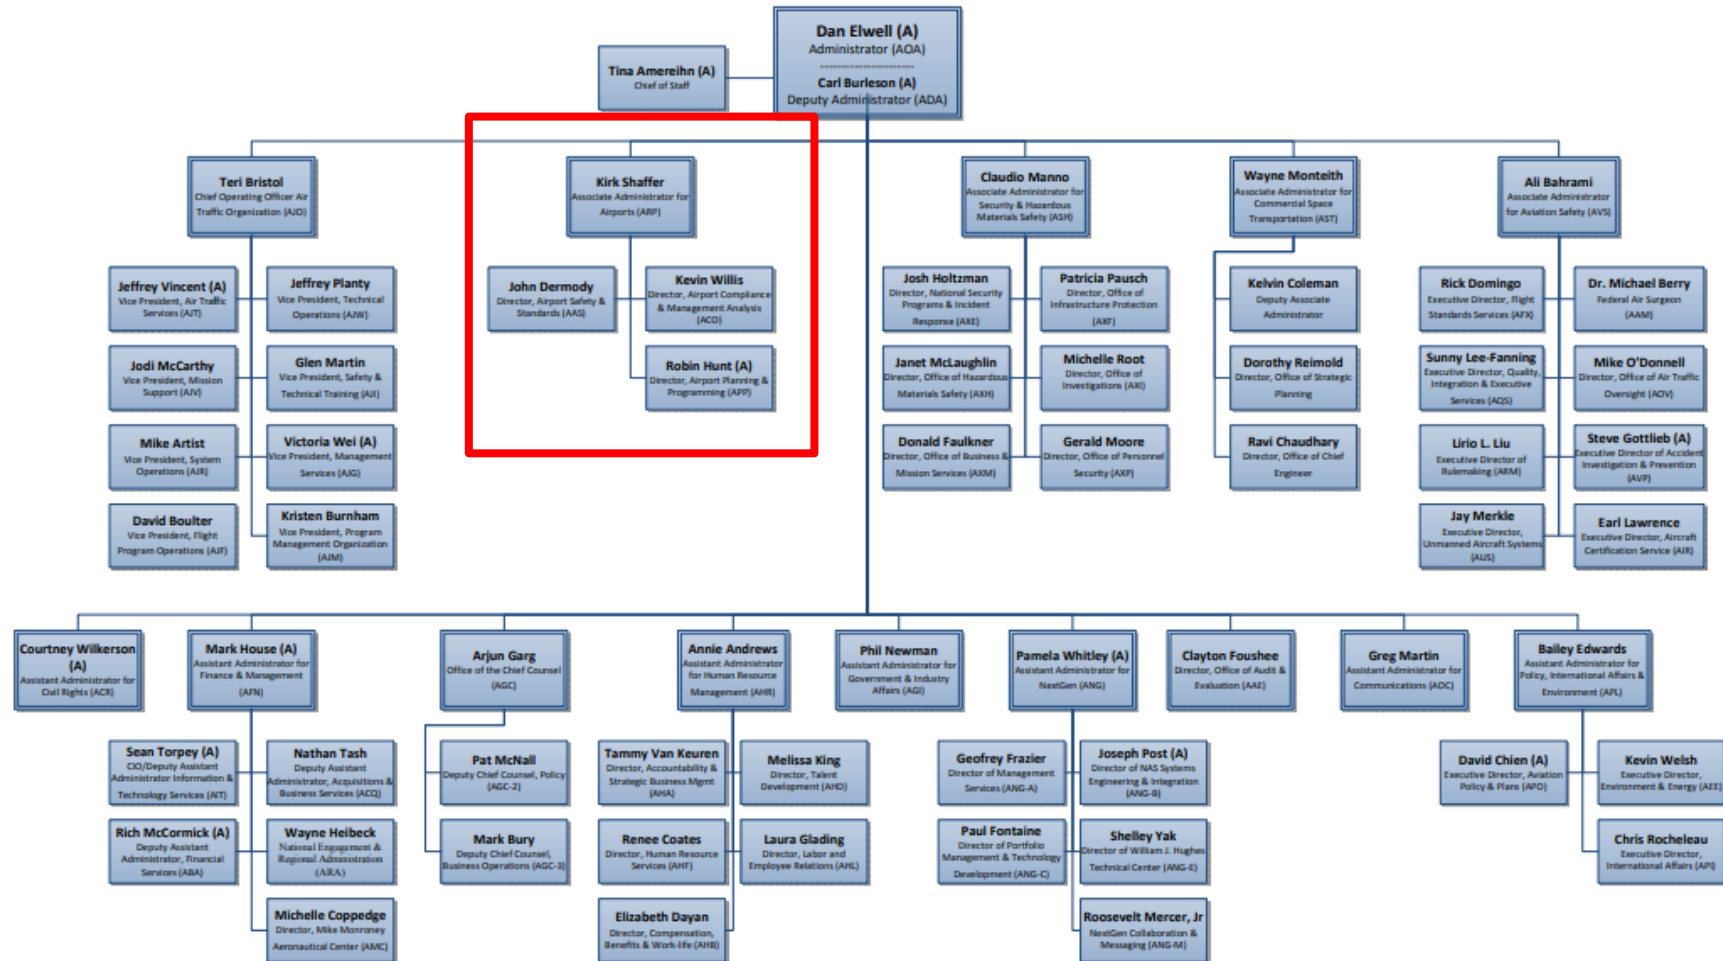 Dan Elwell (A)
Administrator (AOA)
----------------------
Carl Burleson (A)
Deputy Administrator (ADA)
Tina Amereihn (A)
Chief of Staff
Teri Bristol
Chief Operating Officer Air
Traffic Organization (AJO)
Jeffrey Vincent (A)
Vice President, Air Traffic
Services (AJT)
Jeffrey Planty
Vice President, Technical
Operations (AJW)
Jodi McCarthy
Vice President, Mission
Support (AJV)
Glen Martin
Vice President, Safety &
Technical Training (AJI)
Mike Artist
Vice President, System
Operations (AJR)
Victoria Wei (A)
Vice President, Management
Services (AJG)
David Boulter
Vice President, Flight
Program Operations (AJF)
Kristen Burnham
Vice President, Program
Management Organization
(AJM)
Kirk Shaffer
Associate Administrator for
Airports (ARP)
John Dermody
Director, Airport Safety &
Standards (AAS)
Kevin Willis
Director, Airport Compliance
& Management Analysis
(ACO)
Robin Hunt (A)
Director, Airport Planning &
Programming (APP)
Claudio Manno
Associate Administrator for
Security & Hazardous
Materials Safety (ASH)
Josh Holtzman
Director, National Security
Programs & Incident
Response (AXE)
Patricia Pausch
Director, Office of
Infrastructure Protection
(AXF)
Janet McLaughlin
Director, Office of Hazardous
Materials Safety (AXH)
Michelle Root
Director, Office of
Investigations (AXI)
Donald Faulkner
Director, Office of Business &
Mission Services (AXM)
Gerald Moore
Director, Office of Personnel
Security (AXP)
Wayne Monteith
Associate Administrator for
Commercial Space
Transportation (AST)
Kelvin Coleman
Deputy Associate
Administrator
Dorothy Reimold
Director, Office of Strategic
Planning
Ravi Chaudhary
Director, Office of Chief
Engineer
Ali Bahrami
Associate Administrator
for Aviation Safety (AVS)
Rick Domingo
Executive Director, Flight
Standards Services (AFX)
Dr. Michael Berry
Federal Air Surgeon
(AAM)
Sunny Lee-Fanning
Executive Director, Quality,
Integration & Executive
Services (AQS)
Mike O'Donnell
Director, Office of Air Traffic
Oversight (AOV)
Lirio L. Liu
Executive Director of
Rulemaking (ARM)
Steve Gottlieb (A)
Executive Director of Accident
Investigation & Prevention
(AVP)
Jay Merkle
Executive Director,
Unmanned Aircraft Systems
(AUS)
Earl Lawrence
Executive Director, Aircraft
Certification Service (AIR)
Courtney Wilkerson
(A)
Assistant Administrator for
Civil Rights (ACR)
Mark House (A)
Assistant Administrator for
Finance & Management
(AFN)
Sean Torpey (A)
CIO/Deputy Assistant
Administrator Information &
Technology Services (AIT)
Nathan Tash
Deputy Assistant
Administrator, Acquisitions &
Business Services (ACQ)
Rich McCormick (A)
Deputy Assistant
Administrator, Financial
Services (ABA)
Wayne Heibeck
National Engagement &
Regional Administration
(ARA)
Michelle Coppedge
Director, Mike Monroney
Aeronautical Center (AMC)
Arjun Garg
Office of the Chief Counsel
(AGC)
Pat McNall
Deputy Chief Counsel, Policy
(AGC-2)
Mark Bury
Deputy Chief Counsel,
Business Operations (AGC-3)
Annie Andrews
Assistant Administrator
for Human Resource
Management (AHR)
Tammy Van Keuren
Director, Accountability &
Strategic Business Mgmt
(AHA)
Melissa King
Director, Talent
Development (AHD)
Renee Coates
Director, Human Resource
Services (AHF)
Laura Glading
Director, Labor and
Employee Relations (AHL)
Elizabeth Dayan
Director, Compensation,
Benefits & Work-life (AHB)
Phil Newman
Assistant Administrator for
Government & Industry
Affairs (AGI)
Pamela Whitley (A)
Assistant Administrator for
NextGen (ANG)
Geofrey Frazier
Director of Management
Services (ANG-A)
Joseph Post (A)
Director of NAS Systems
Engineering & Integration
(ANG-B)
Paul Fontaine
Director of Portfolio
Management & Technology
Development (ANG-C)
Shelley Yak
Director of William J. Hughes
Technical Center (ANG-E)
Roosevelt Mercer, Jr
NextGen Collaboration &
Messaging (ANG-M)
Clayton Foushee
Director, Office of Audit &
Evaluation (AAE)
Greg Martin
Assistant Administrator for
Communications (AOC)
Bailey Edwards
Assistant Administrator for
Policy, International Affairs &
Environment (APL)
David Chien (A)
Executive Director, Aviation
Policy & Plans (APO)
Kevin Welsh
Executive Director,
Environment & Energy (AEE)
Chris Rocheleau
Executive Director,
International Affairs (API)